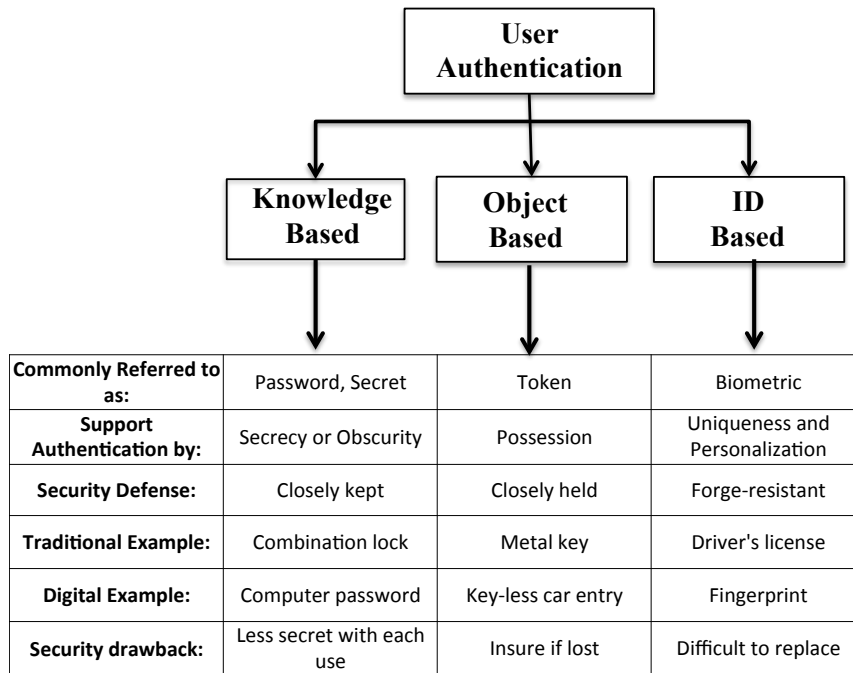 User
Authentication
Knowledge
Based
Object
Based
ID
Based
Commonly Referred to
as:
Password, Secret
Token
Biometric
Support
Authentication by:
Secrecy or Obscurity
Possession
Uniqueness and
Personalization
Security Defense:
Closely kept
Closely held
Forge-resistant
Traditional Example:
Combination lock
Metal key
Driver's license
Digital Example:
Computer password
Key-less car entry
Fingerprint
Security drawback:
Less secret with each
use
Insure if lost
Difficult to replace